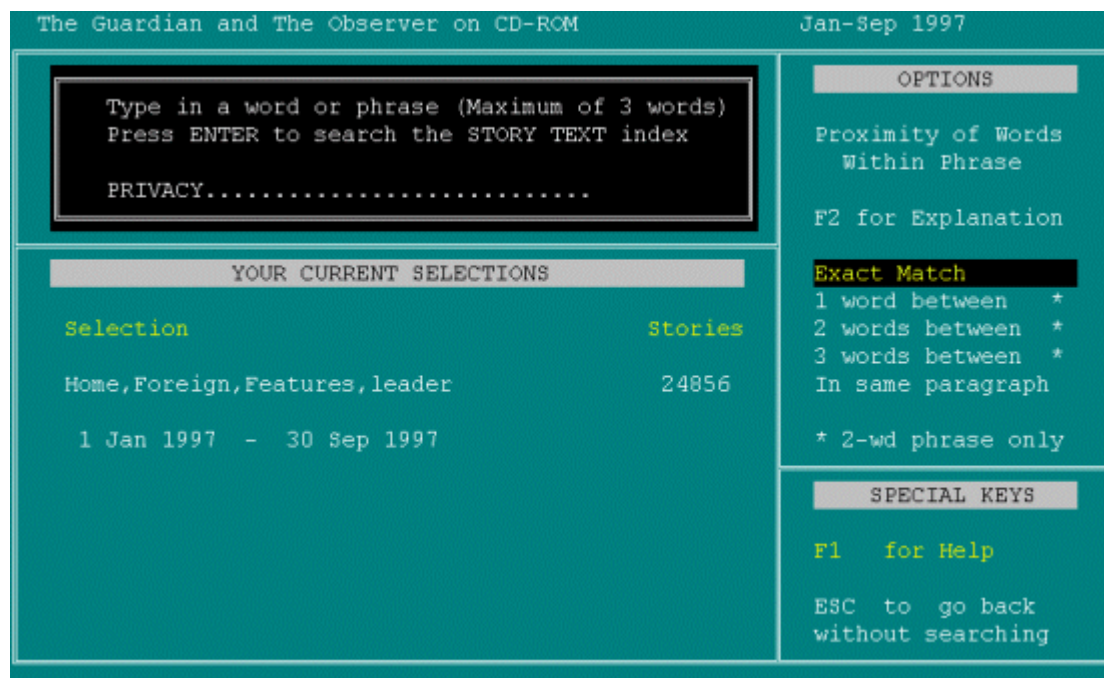 The Guardian and The Observer on CD-ROM Jan-Sep 1997
Type in a word or phrase (Maximum of 3 words)
Press ENTER to search the STORY TEXT index
PRIVACY............................
YOUR CURRENT SELECTIONS
Selection Stories
Home,Foreign,Features,leader 24856
1 Jan 1997 - 30 Sep 1997
OPTIONS
Proximity of Words
Within Phrase
F2 for Explanation
Exact Match
1 word between *
2 words between *
3 words between *
In same paragraph
* 2-wd phrase only
SPECIAL KEYS
F1 for Help
ESC to go back
without searching